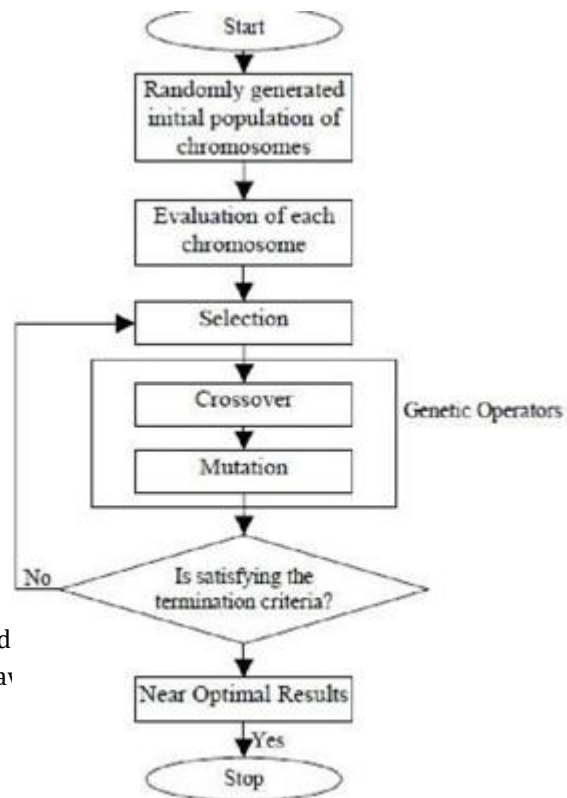 Start
Randomly generated
initial population of
chromosomes
Evaluation of each
chromosome
Selection
Crossover
Genetic Operators
Mutation
Is satisfying the
termination criteria?
No
Near Optimal Results
Yes
Stop